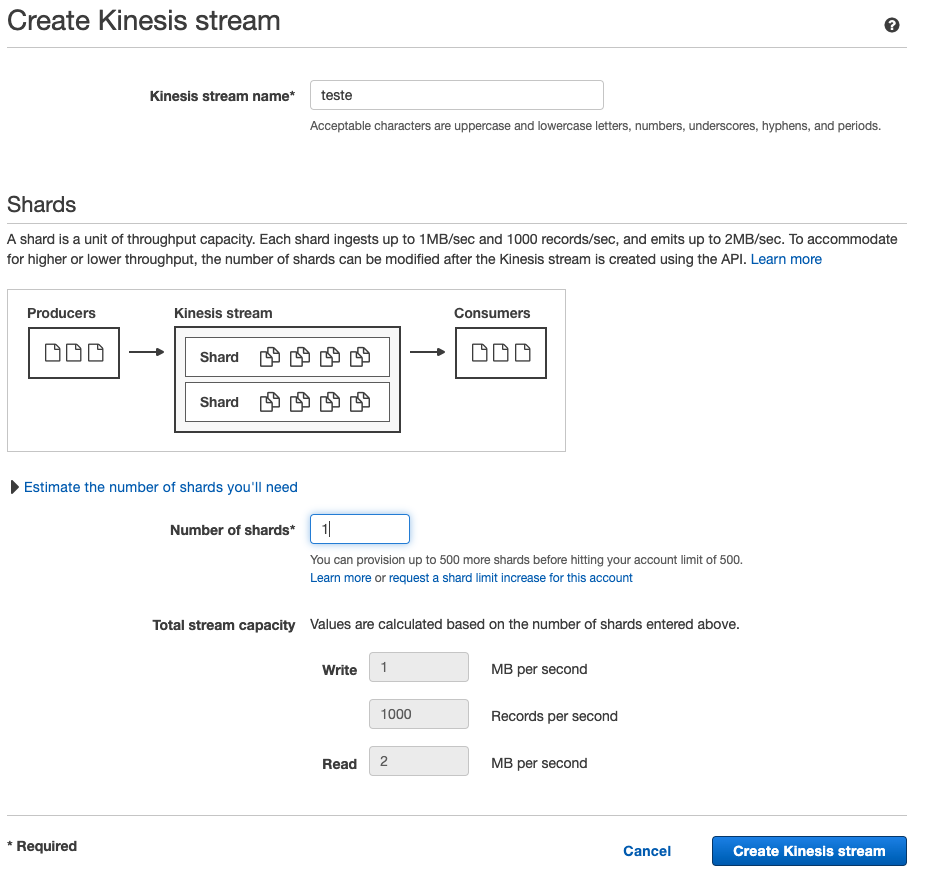 Create Kinesis stream
Kinesis stream name* teste
Acceptable characters are uppercase and lowercase letters, numbers, underscores, hyphens, and periods.
Shards
A shard is a unit of throughput capacity. Each shard ingests up to 1MB/sec and 1000 records/sec, and emits up to 2MB/sec. To accommodate
for higher or lower throughput, the number of shards can be modified after the Kinesis stream is created using the API. Learn more
Producers Kinesis stream Consumers
Shard
Shard
Estimate the number of shards you'll need
Number of shards* 1
You can provision up to 500 more shards before hitting your account limit of 500.
Learn more or request a shard limit increase for this account
Total stream capacity Values are calculated based on the number of shards entered above.
Write 1 MB per second
1000 Records per second
Read 2 MB per second
* Required
Cancel Create Kinesis stream